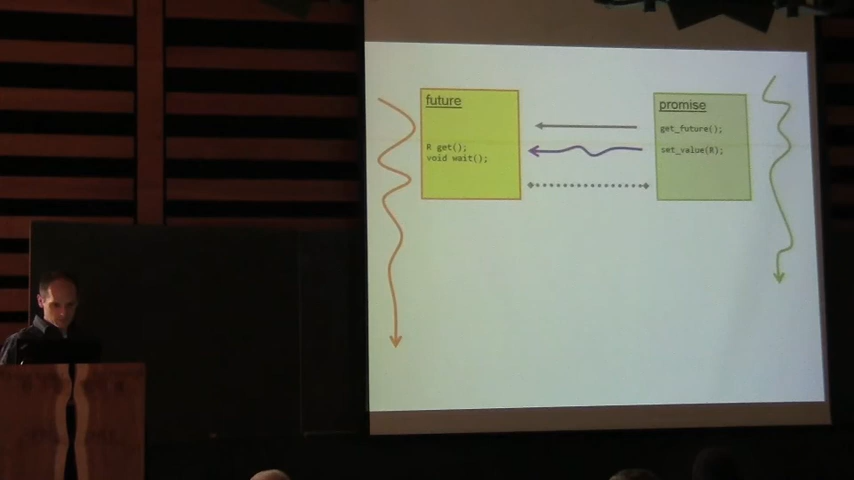 future
R get();
void wait();
promise
get_future();
set_value(R);